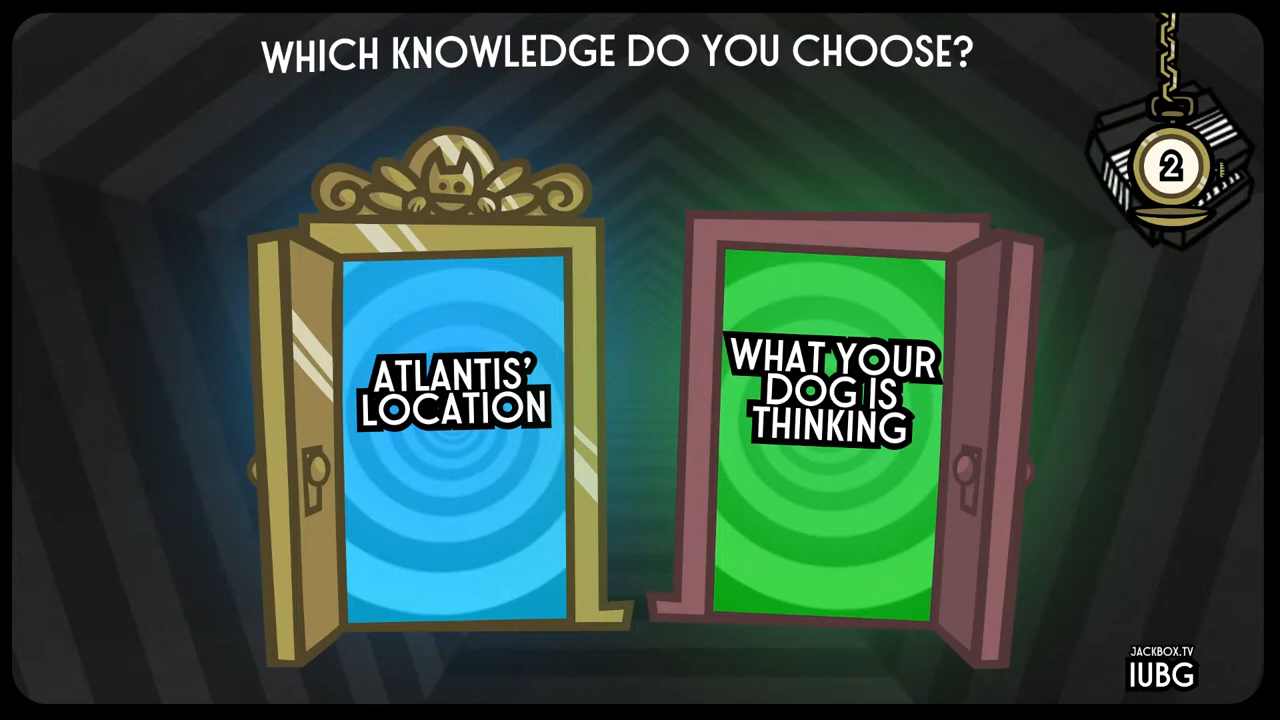 WHICH KNOWLEDGE DO YOU CHOOSE?
2
ATLANTIS'
LOCATION
WHAT YOUR
DOG IS
THINKING
JACKBOX.TV
IUBG